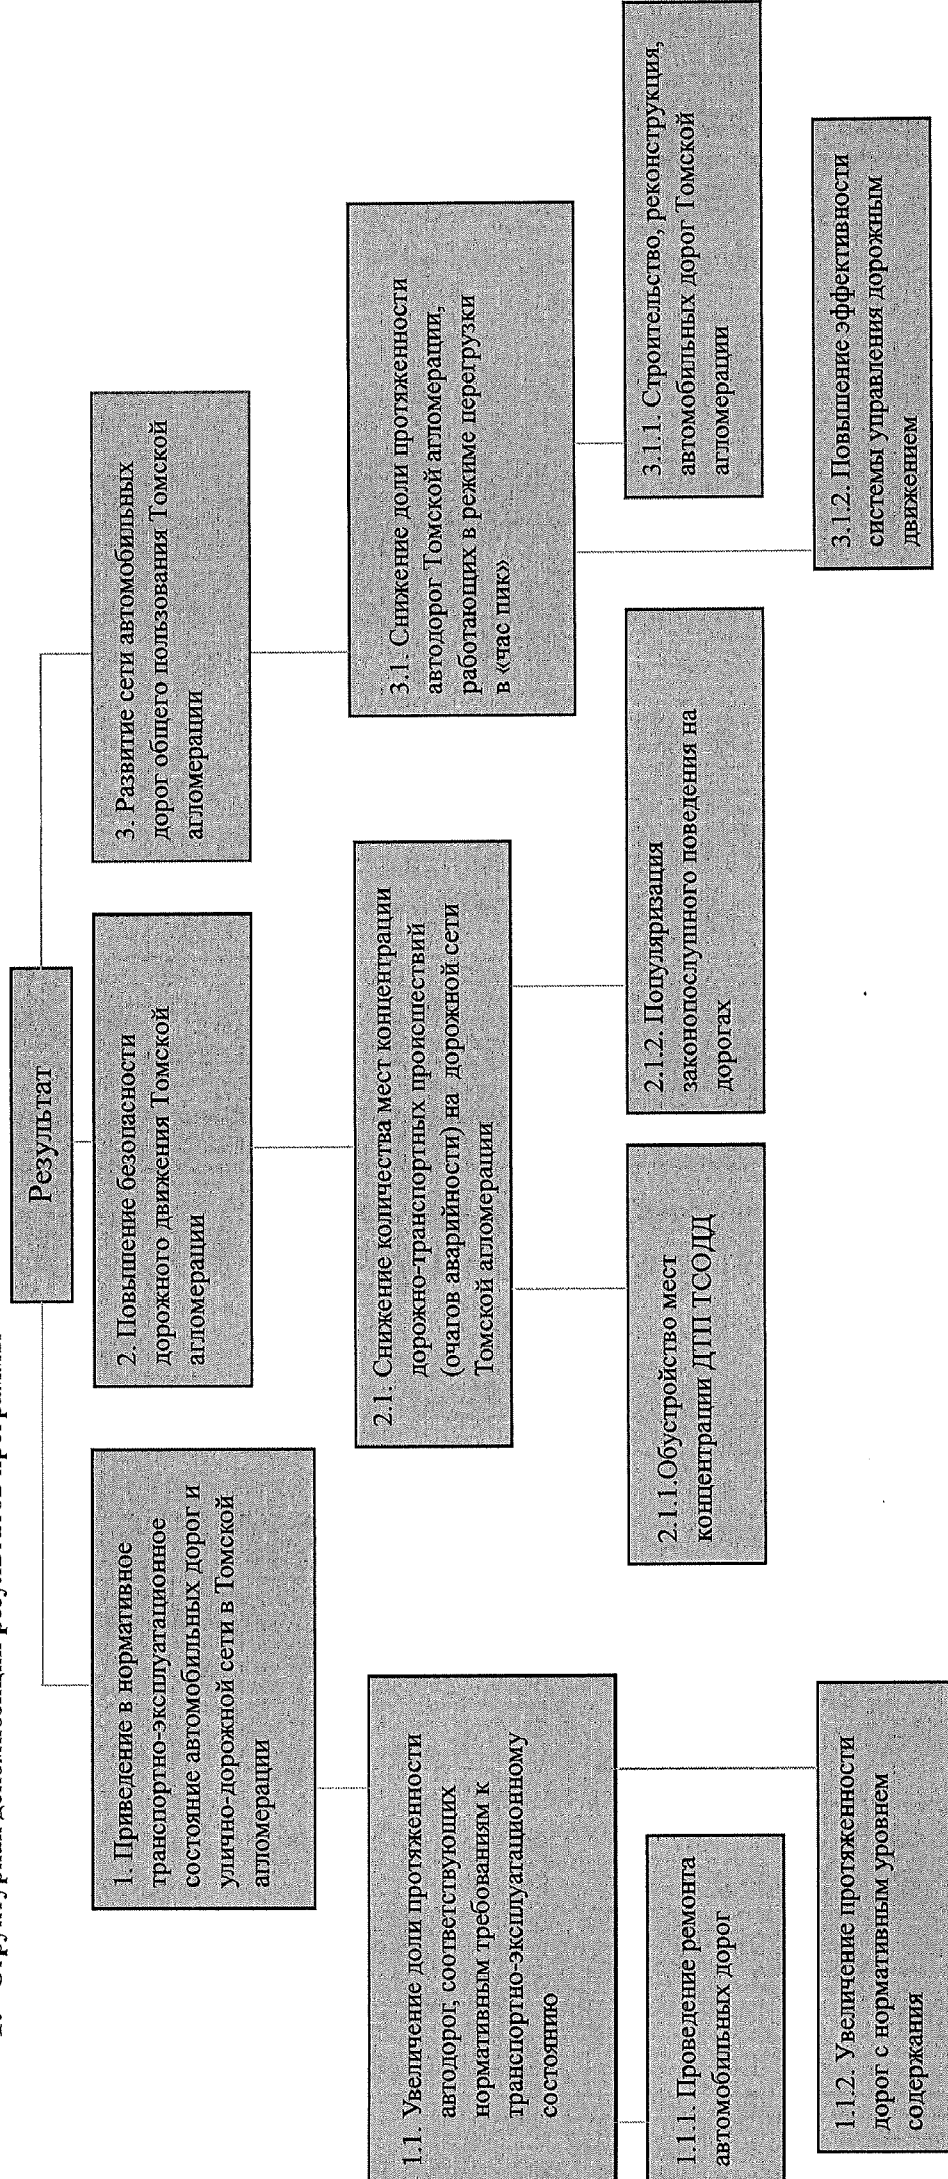 Результат
1. Приведение в нормативное
транспортно-эксплуатационное
состояние автомобильных дорог и
улично-дорожной сети в Томской
агломерации
2. Повышение безопасности
дорожного движения Томской
агломерации
3. Развитие сети автомобильных
дорог общего пользования Томской
агломерации
1.1. Увеличение доли протяженности
автодорог, соответствующих
нормативным требованиям к
транспортно-эксплуатационному
состоянию
2.1. Снижение количества мест концентрации
дорожно-транспортных происшествий
(очагов аварийности) на дорожной сети
Томской агломерации
3.1. Снижение доли протяженности
автодорог Томской агломерации,
работающих в режиме перегрузки
в «час пик»
1.1.1. Проведение ремонта
автомобильных дорог
2.1.1.Обустройство мест
концентрации ДТП ТСОДД
2.1.2. Популяризация
законопослушного поведения на
дорогах
3.1.1. Строительство, реконструкция,
автомобильных дорог Томской
агломерации
1.1.2. Увеличение протяженности
дорог с нормативным уровнем
содержания
3.1.2. Повышение эффективности
системы управления дорожным
движением